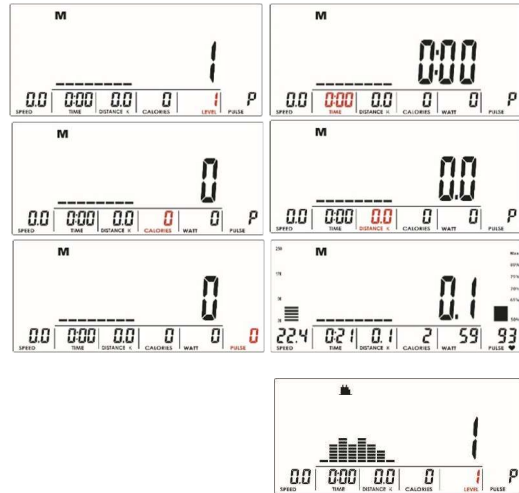 M
1
0.0 0:00 0.0 0 1 P
SPEED TIME DISTANCE K CALORIES LEVEL PULSE
M
0:00
0.0 0:00 0.0 0 0 P
SPEED TIME DISTANCE K CALORIES WATT PULSE
M
0
0.0 0:00 0.0 0 0 P
SPEED TIME DISTANCE K CALORIES WATT PULSE
M
0.0
0.0 0:00 0.0 0 0 P
SPEED TIME DISTANCE K CALORIES WATT PULSE
M
0
0.0 0:00 0.0 0 0 0
SPEED TIME DISTANCE K CALORIES WATT PULSE
M
0.1
22.4 0:21 0.1 2 59 93
SPEED TIME DISTANCE K CALORIES WATT PULSE
1
0.0 0:00 0.0 0 1 P
SPEED TIME DISTANCE K CALORIES LEVEL PULSE